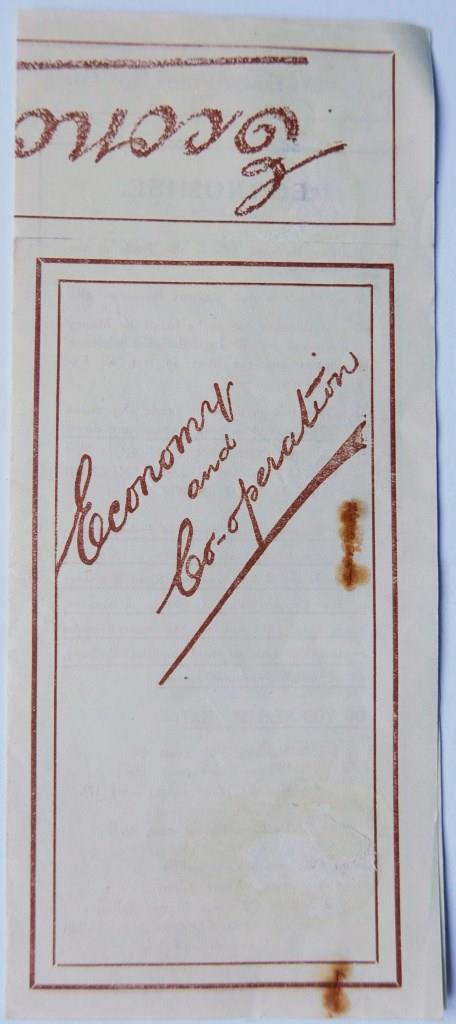 Econo
Economy
and
Co-operation